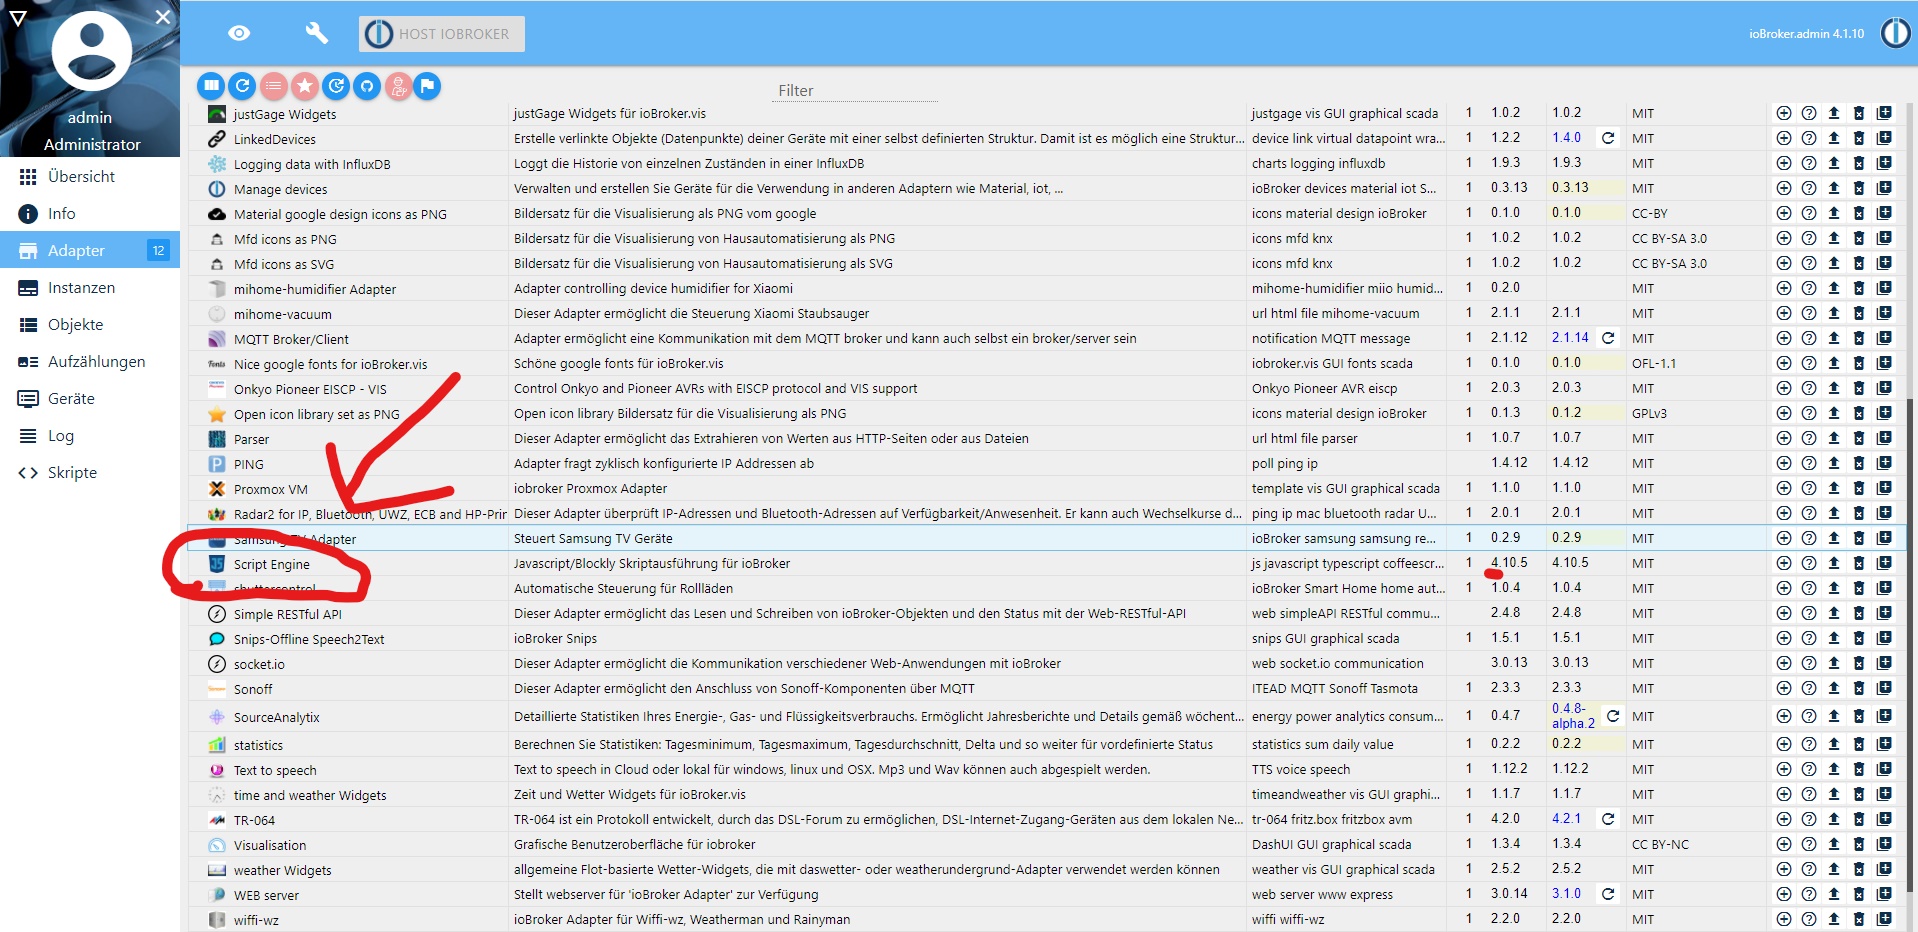 HOST IOBROKER
ioBroker.admin 4.1.10
admin
Administrator
Übersicht
Info
Adapter 12
Instanzen
Objekte
Aufzählungen
Geräte
Log
Skripte
Filter
justGage Widgets justGage Widgets für ioBroker.vis justgage vis GUI graphical scada 1 1.0.2 1.0.2 MIT
LinkedDevices Erstelle verlinkte Objekte (Datenpunkte) deiner Geräte mit einer selbst definierten Struktur. Damit ist es möglich eine Struktur... device link virtual datapoint wra... 1 1.2.2 1.4.0 MIT
Logging data with InfluxDB Loggt die Historie von einzelnen Zuständen in einer InfluxDB charts logging influxdb 1 1.9.3 1.9.3 MIT
Manage devices Verwalten und erstellen Sie Geräte für die Verwendung in anderen Adaptern wie Material, iot, ... ioBroker devices material iot S... 1 0.3.13 0.3.13 MIT
Material google design icons as PNG Bildersatz für die Visualisierung als PNG vom google icons material design ioBroker 1 0.1.0 0.1.0 CC-BY
Mfd icons as PNG Bildersatz für die Visualisierung von Hausautomatisierung als PNG icons mfd knx 1 1.0.2 1.0.2 CC BY-SA 3.0
Mfd icons as SVG Bildersatz für die Visualisierung von Hausautomatisierung als SVG icons mfd knx 1 1.0.2 1.0.2 CC BY-SA 3.0
mihome-humidifier Adapter Adapter controlling device humidifier for Xiaomi mihome-humidifier miio humid... 1 0.2.0 MIT
mihome-vacuum Dieser Adapter ermöglicht die Steuerung Xiaomi Staubsauger url html file mihome-vacuum 1 2.1.1 2.1.1 MIT
MQTT Broker/Client Adapter ermöglicht eine Kommunikation mit dem MQTT broker und kann auch selbst ein broker/server sein notification MQTT message 1 2.1.12 2.1.14 MIT
Fonts Nice google fonts for ioBroker.vis Schöne google fonts für ioBroker.vis iobroker.vis GUI fonts scada 1 0.1.0 0.1.0 OFL-1.1
Onkyo Pioneer EISCP - VIS Control Onkyo and Pioneer AVRs with EISCP protocol and VIS support Onkyo Pioneer AVR eiscp 1 2.0.3 2.0.3 MIT
Open icon library set as PNG Open icon library Bildersatz für die Visualisierung als PNG icons material design ioBroker 1 0.1.3 0.1.2 GPLv3
Parser Dieser Adapter ermöglicht das Extrahieren von Werten aus HTTP-Seiten oder aus Dateien url html file parser 1 1.0.7 1.0.7 MIT
P PING Adapter fragt zyklisch konfigurierte IP Addressen ab poll ping ip 1.4.12 1.4.12 MIT
Proxmox VM iobroker Proxmox Adapter template vis GUI graphical scada 1 1.1.0 1.1.0 MIT
Radar2 for IP, Bluetooth, UWZ, ECB and HP-Prin Dieser Adapter überprüft IP-Adressen und Bluetooth-Adressen auf Verfügbarkeit/Anwesenheit. Er kann auch Wechselkurse d... ping ip mac bluetooth radar U... 1 2.0.1 2.0.1 MIT
Samsung TV Adapter Steuert Samsung TV Geräte ioBroker samsung samsung re... 1 0.2.9 0.2.9 MIT
JS Script Engine Javascript/Blockly Skriptausführung für ioBroker js javascript typescript coffeescr... 1 4.10.5 4.10.5 MIT
shuttercontrol Automatische Steuerung für Rollläden ioBroker Smart Home home aut... 1 1.0.4 1.0.4 MIT
Simple RESTful API Dieser Adapter ermöglicht das Lesen und Schreiben von ioBroker-Objekten und den Status mit der Web-RESTful-API web simpleAPI RESTful commu... 2.4.8 2.4.8 MIT
Snips-Offline Speech2Text ioBroker Snips snips GUI graphical scada 1 1.5.1 1.5.1 MIT
socket.io Dieser Adapter ermöglicht die Kommunikation verschiedener Web-Anwendungen mit ioBroker web socket.io communication 3.0.13 3.0.13 MIT
Sonoff Dieser Adapter ermöglicht den Anschluss von Sonoff-Komponenten über MQTT ITEAD MQTT Sonoff Tasmota 1 2.3.3 2.3.3 MIT
SourceAnalytix Detaillierte Statistiken Ihres Energie-, Gas- und Flüssigkeitsverbrauchs. Ermöglicht Jahresberichte und Details gemäß wöchent... energy power analytics consum... 1 0.4.7 0.4.8-alpha.2 MIT
statistics Berechnen Sie Statistiken: Tagesminimum, Tagesmaximum, Tagesdurchschnitt, Delta und so weiter für vordefinierte Status statistics sum daily value 1 0.2.2 0.2.2 MIT
Text to speech Text to speech in Cloud oder lokal für windows, linux und OSX. Mp3 und Wav können auch abgespielt werden. TTS voice speech 1 1.12.2 1.12.2 MIT
time and weather Widgets Zeit und Wetter Widgets für ioBroker.vis timeandweather vis GUI graphi... 1 1.1.7 1.1.7 MIT
TR-064 TR-064 ist ein Protokoll entwickelt, durch das DSL-Forum zu ermöglichen, DSL-Internet-Zugang-Geräten aus dem lokalen Ne... tr-064 fritz.box fritzbox avm 1 4.2.0 4.2.1 MIT
Visualisation Grafische Benutzeroberfläche für iobroker DashUI GUI graphical scada 1 1.3.4 1.3.4 CC BY-NC
weather Widgets allgemeine Flot-basierte Wetter-Widgets, die mit daswetter- oder weatherundergrund-Adapter verwendet werden können weather vis GUI graphical scada 1 2.5.2 2.5.2 MIT
WEB server Stellt webserver für 'ioBroker Adapter' zur Verfügung web server www express 1 3.0.14 3.1.0 MIT
wiffi-wz ioBroker Adapter für Wiffi-wz, Weatherman und Rainyman wiffi wiffi-wz 1 2.2.0 2.2.0 MIT